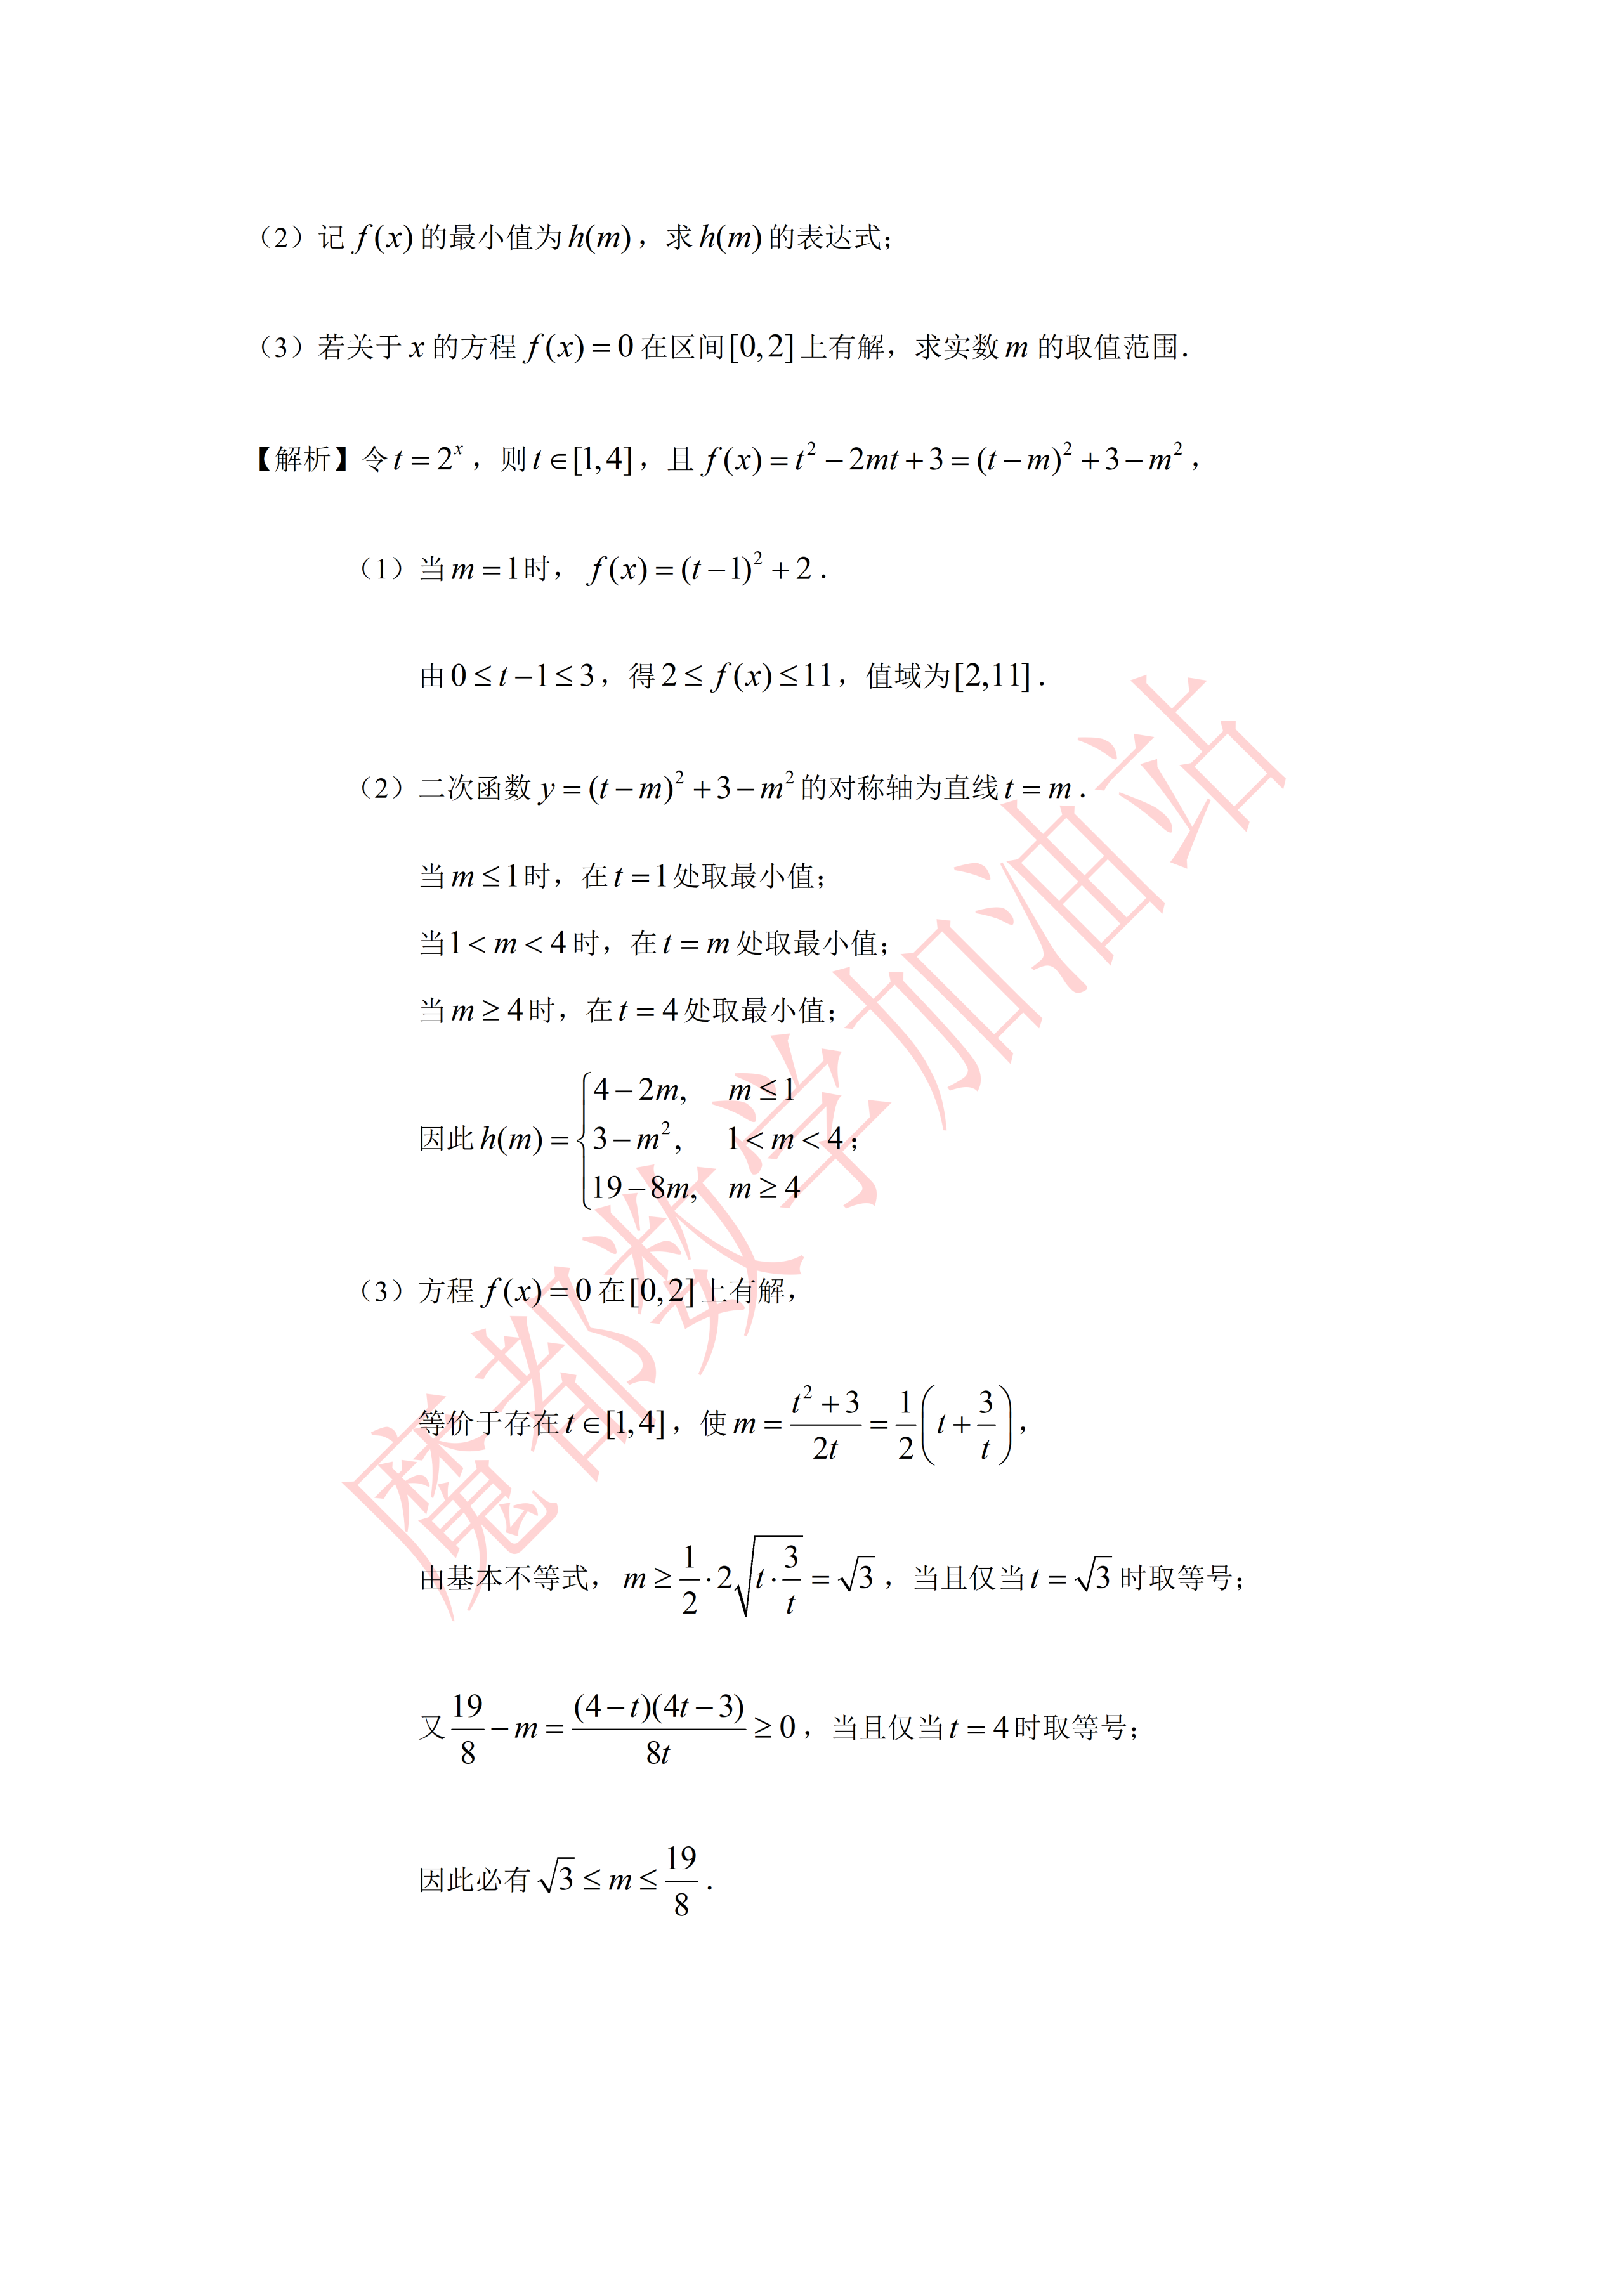 （2）记 f(x) 的最小值为 h(m)，求 h(m) 的表达式；
（3）若关于 x 的方程 f(x) = 0 在区间 [0, 2] 上有解，求实数 m 的取值范围．
【解析】令 t = 2^x，则 t ∈ [1, 4]，且 f(x) = t² − 2mt + 3 = (t − m)² + 3 − m²，
（1）当 m = 1 时，f(x) = (t − 1)² + 2．
由 0 ≤ t − 1 ≤ 3，得 2 ≤ f(x) ≤ 11，值域为 [2,11]．
（2）二次函数 y = (t − m)² + 3 − m² 的对称轴为直线 t = m．
当 m ≤ 1 时，在 t = 1 处取最小值；
当 1 < m < 4 时，在 t = m 处取最小值；
当 m ≥ 4 时，在 t = 4 处取最小值；
因此 h(m) = { 4 − 2m, m ≤ 1
3 − m², 1 < m < 4；
19 − 8m, m ≥ 4
（3）方程 f(x) = 0 在 [0, 2] 上有解，
等价于存在 t ∈ [1, 4]，使 m = (t² + 3)/(2t) = 1/2 (t + 3/t)，
由基本不等式，m ≥ 1/2 · 2√(t · 3/t) = √3，当且仅当 t = √3 时取等号；
又 19/8 − m = (4 − t)(4t − 3)/(8t) ≥ 0，当且仅当 t = 4 时取等号；
因此必有 √3 ≤ m ≤ 19/8．
魔都数学加油站